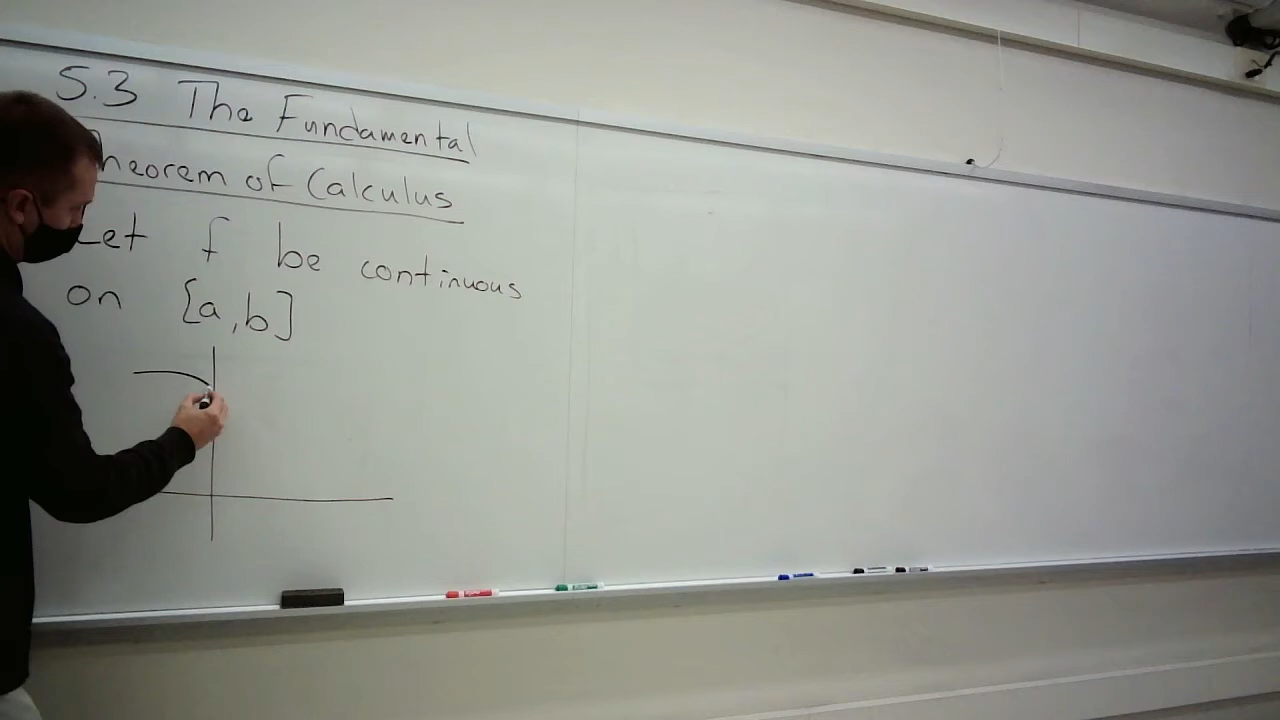 5.3 The Fundamental
Theorem of Calculus
Let f be continuous
on [a,b]